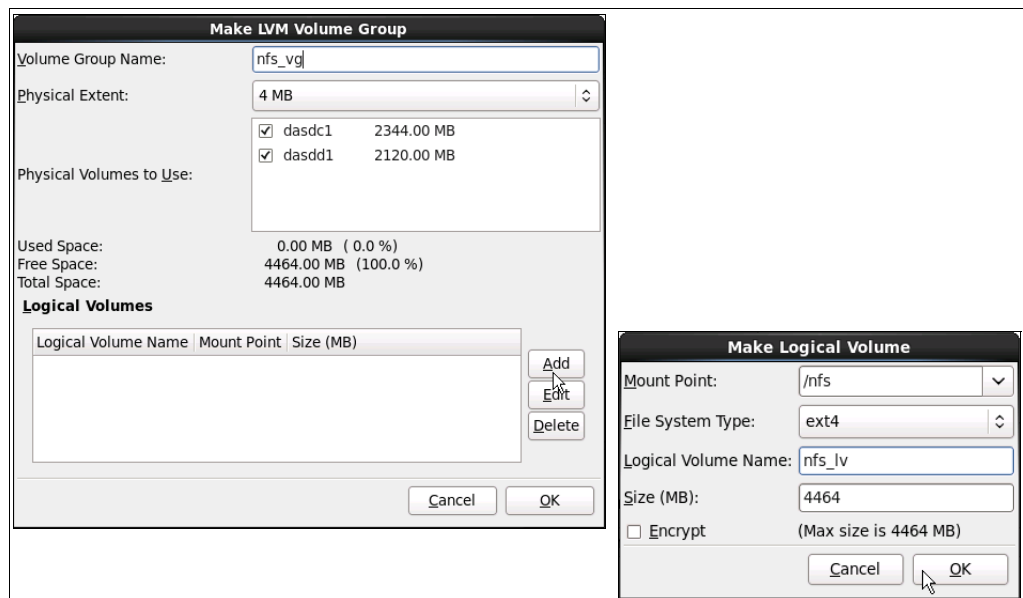 Make LVM Volume Group
Volume Group Name: nfs_vg
Physical Extent: 4 MB
dasdc1 2344.00 MB
dasdd1 2120.00 MB
Physical Volumes to Use:
Used Space: 0.00 MB ( 0.0 %)
Free Space: 4464.00 MB (100.0 %)
Total Space: 4464.00 MB
Logical Volumes
Logical Volume Name Mount Point Size (MB)
Add
Edit
Delete
Cancel OK
Make Logical Volume
Mount Point: /nfs
File System Type: ext4
Logical Volume Name: nfs_lv
Size (MB): 4464
Encrypt (Max size is 4464 MB)
Cancel OK